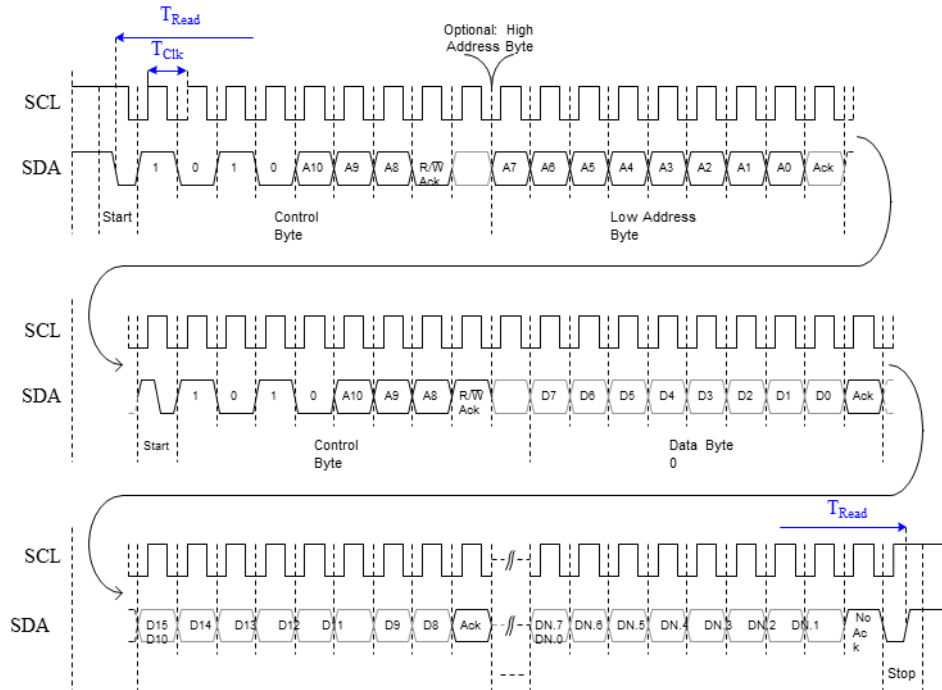 T_Read
Optional: High
Address Byte
T_Clk
SCL
SDA 1 0 1 0 A10 A9 A8 R/W A7 A6 A5 A4 A3 A2 A1 A0 Ack
Ack
Start Control Low Address
Byte Byte
SCL
SDA 1 0 1 0 A10 A9 A8 R/W D7 D6 D5 D4 D3 D2 D1 D0 Ack
Ack
Start Control Data Byte
Byte 0
T_Read
SCL
SDA D15 D14 D13 D12 D11 D9 D8 Ack DN.7 DN.6 DN.5 DN.4 DN.3 DN.2 DN.1 No
D10 DN.0 Ac
k
Stop